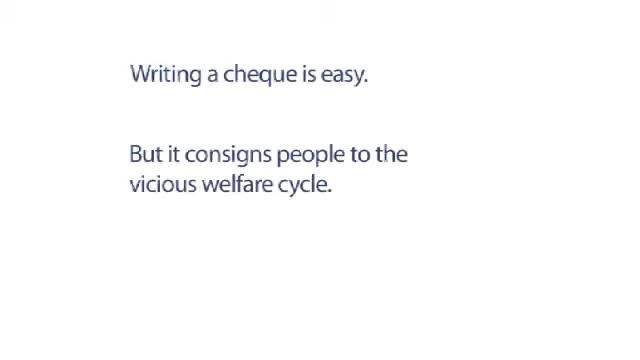 Writing a cheque is easy.
But it consigns people to the
vicious welfare cycle.